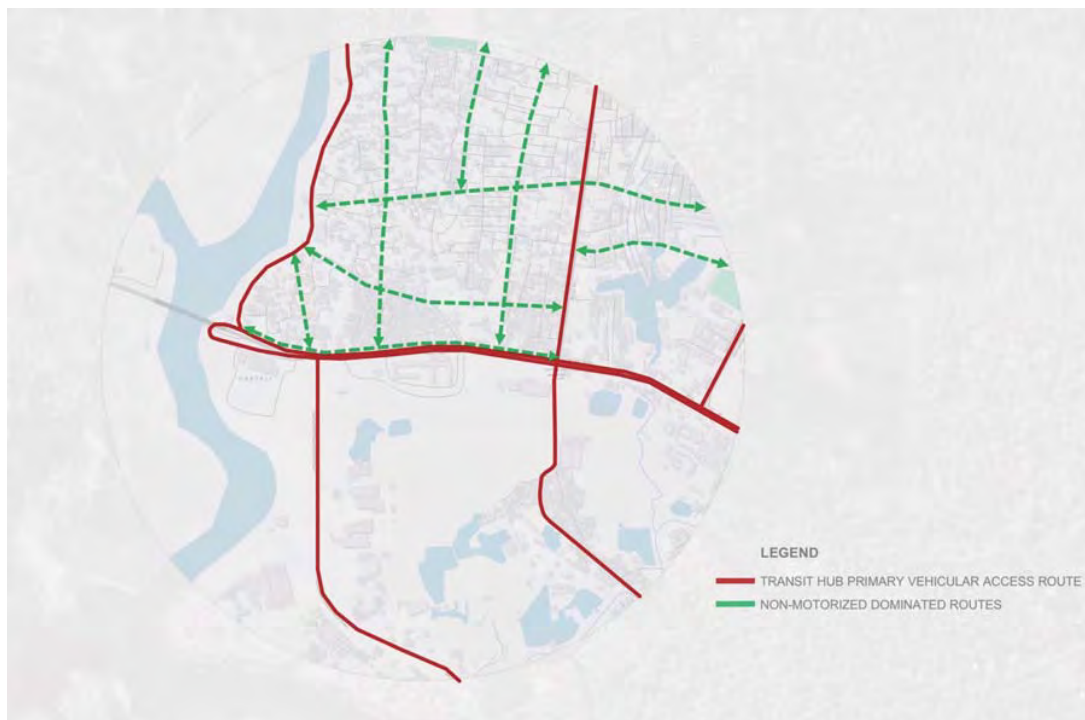 LEGEND
TRANSIT HUB PRIMARY VEHICULAR ACCESS ROUTE
NON-MOTORIZED DOMINATED ROUTES